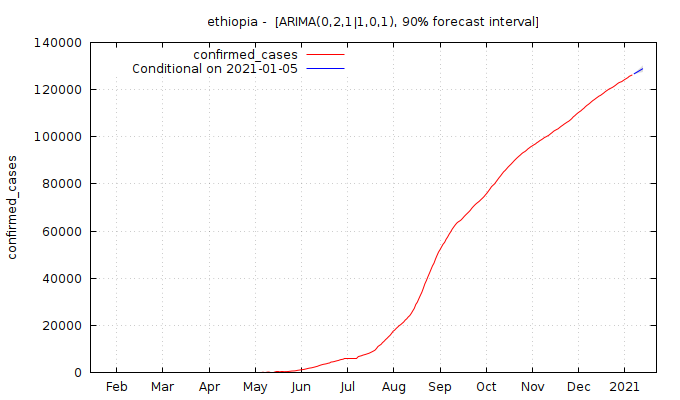 ethiopia -  [ARIMA(0,2,1|1,0,1), 90% forecast interval]
confirmed_cases
Conditional on 2021-01-05
140000
120000
100000
80000
60000
40000
20000
0
confirmed_cases
Feb Mar Apr May Jun Jul Aug Sep Oct Nov Dec 2021